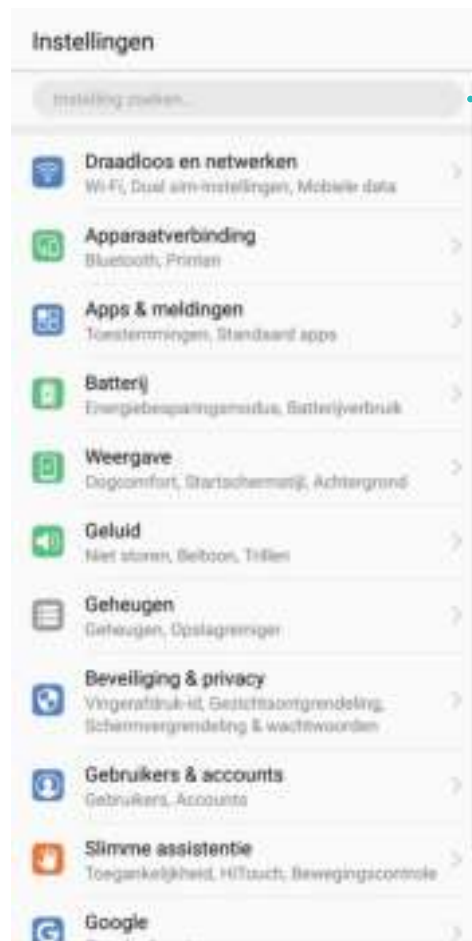 Instellingen
Instelling zoeken...
Draadloos en netwerken
Wi-Fi, Dual sim-instellingen, Mobiele data
Apparaatverbinding
Bluetooth, Printen
Apps & meldingen
Toestemmingen, Standaard apps
Batterij
Energiebesparingsmodus, Batterijverbruik
Weergave
Oogcomfort, Startschermstijl, Achtergrond
Geluid
Niet storen, Beltoon, Trillen
Geheugen
Geheugen, Opslagreiniger
Beveiliging & privacy
Vingerafdruk-id, Gezichtsontgrendeling,
Schermvergrendeling & wachtwoorden
Gebruikers & accounts
Gebruikers, Accounts
Slimme assistentie
Toegankelijkheid, HiTouch, Bewegingscontrole
Google